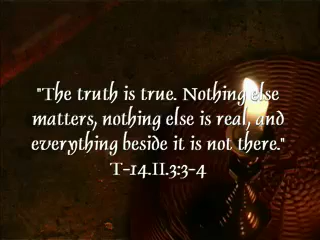 "The truth is true. Nothing else
matters, nothing else is real, and
everything beside it is not there."
T-14.II.3:3-4